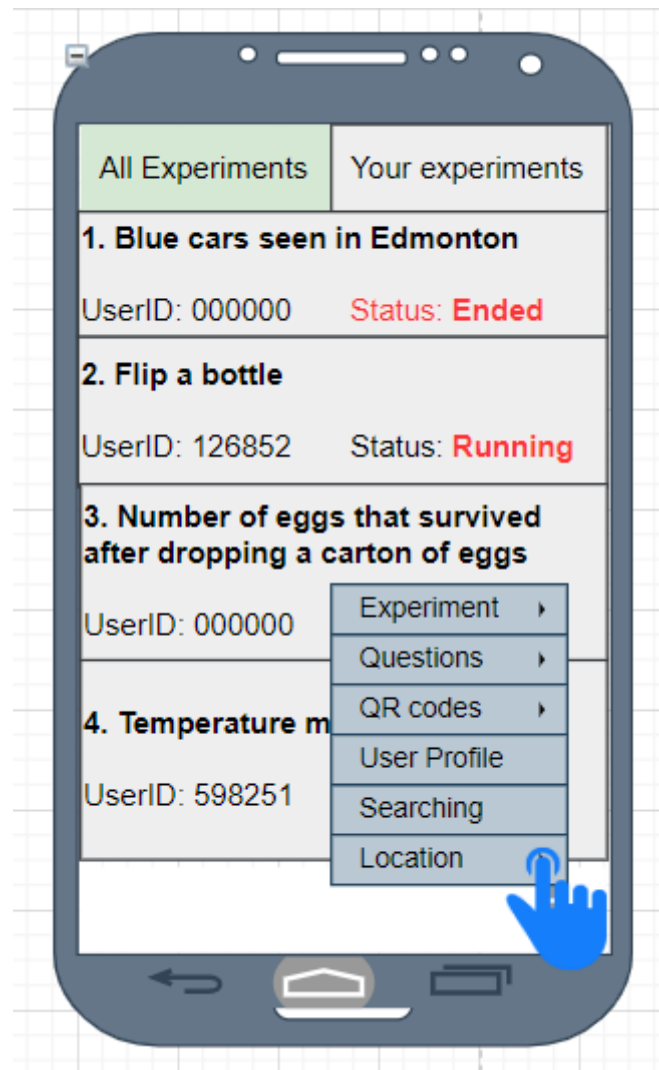 All Experiments Your experiments
1. Blue cars seen in Edmonton
UserID: 000000 Status: Ended
2. Flip a bottle
UserID: 126852 Status: Running
3. Number of eggs that survived
after dropping a carton of eggs
UserID: 000000
4. Temperature m
UserID: 598251
Experiment
Questions
QR codes
User Profile
Searching
Location